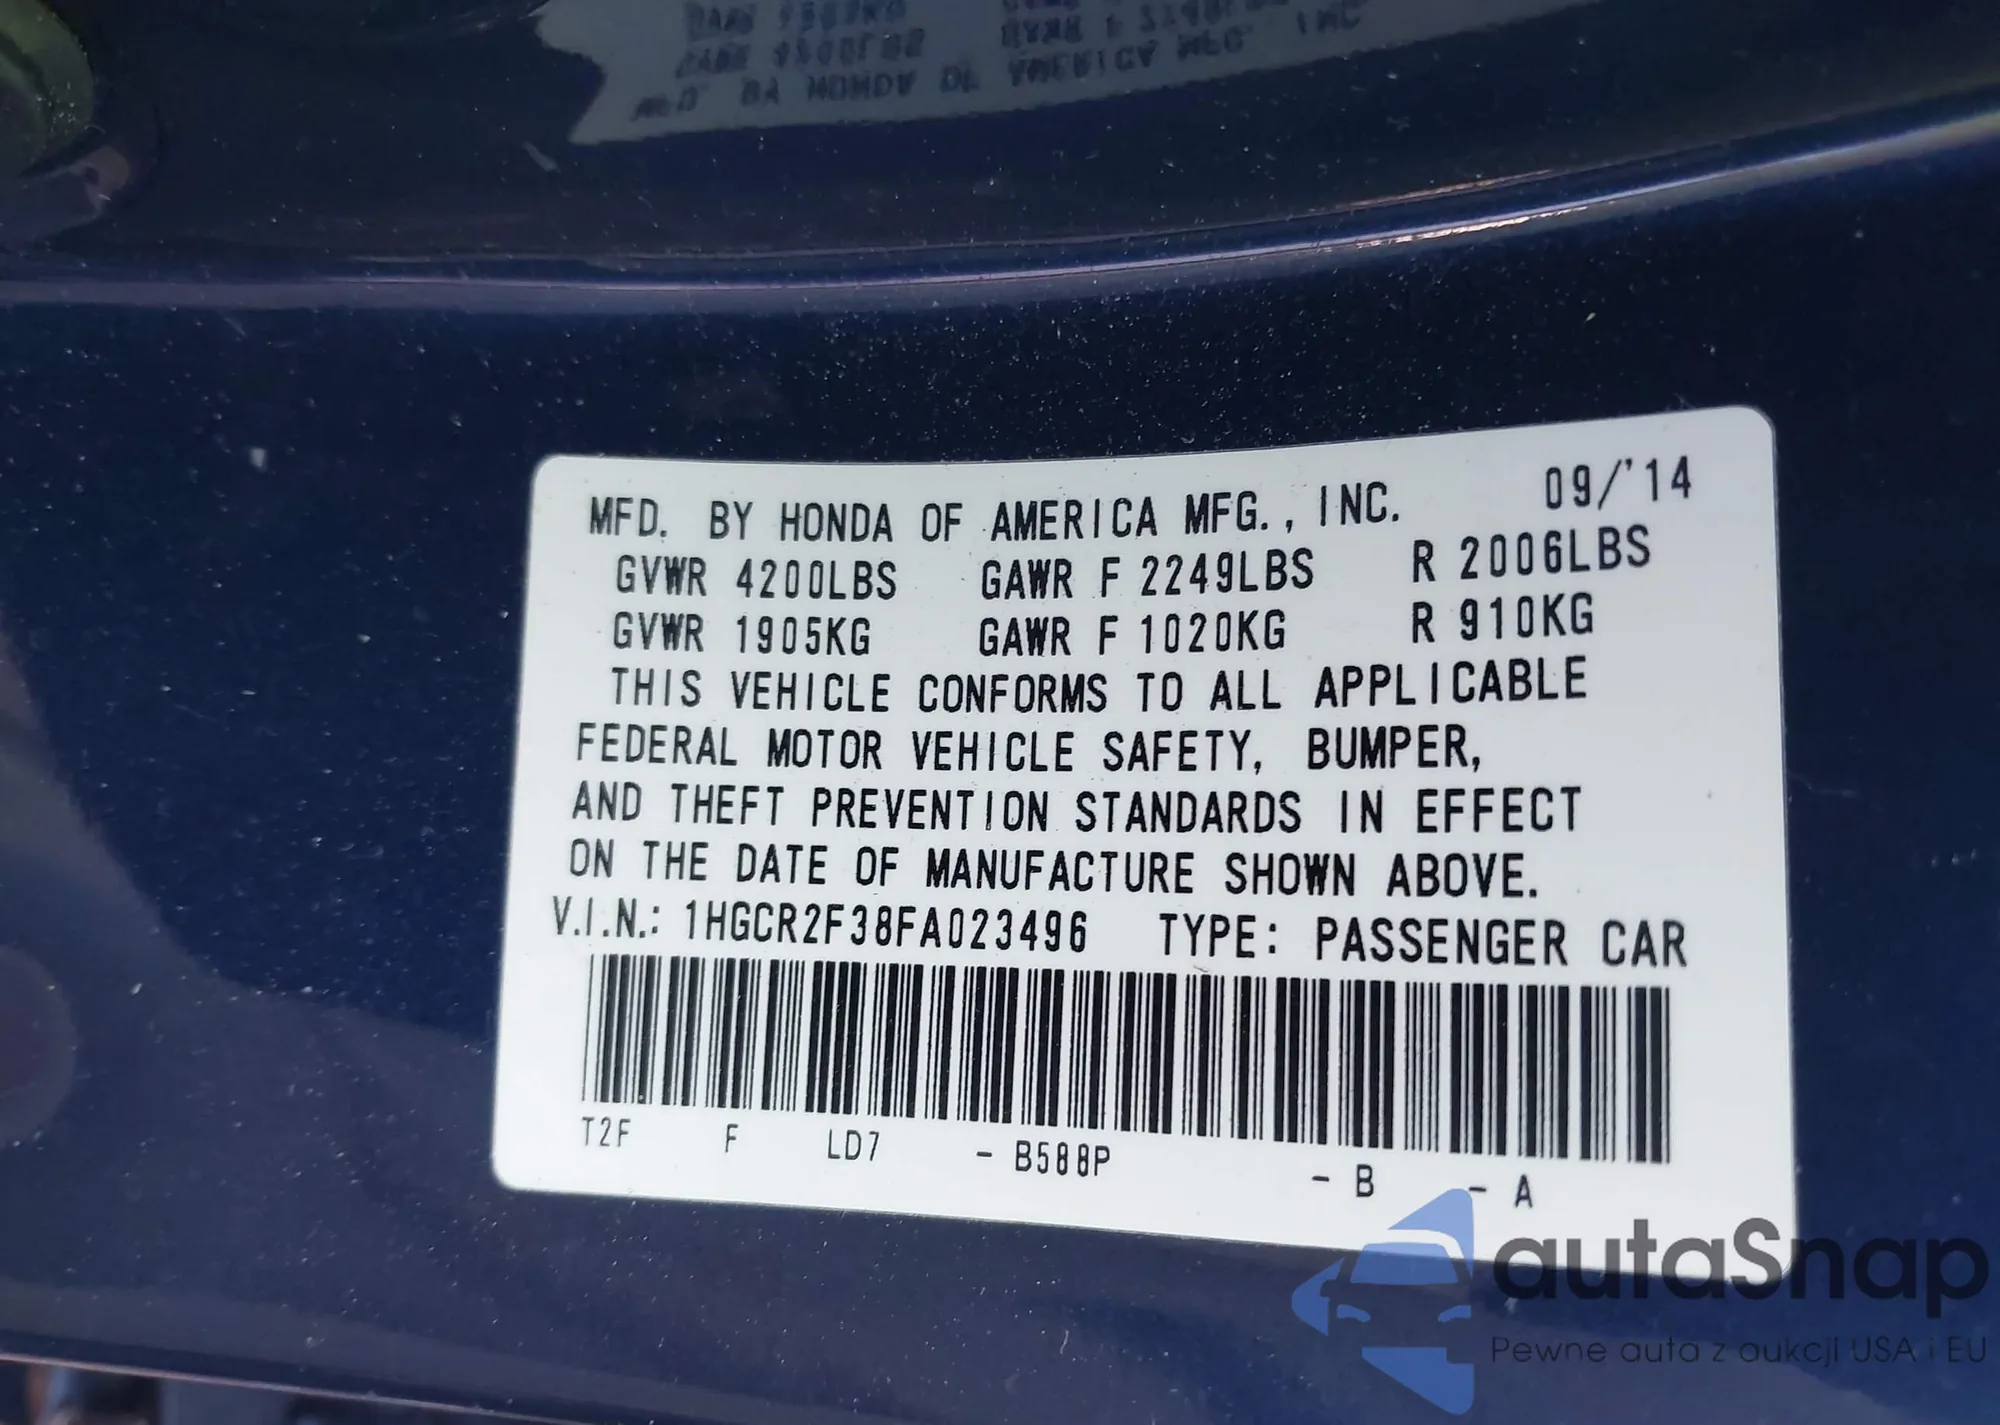 MFD. BY HONDA OF AMERICA MFG., INC. 09/'14
GVWR 4200LBS GAWR F 2249LBS R 2006LBS
GVWR 1905KG GAWR F 1020KG R 910KG
THIS VEHICLE CONFORMS TO ALL APPLICABLE
FEDERAL MOTOR VEHICLE SAFETY, BUMPER,
AND THEFT PREVENTION STANDARDS IN EFFECT
ON THE DATE OF MANUFACTURE SHOWN ABOVE.
V.I.N.: 1HGCR2F38FA023496 TYPE: PASSENGER CAR
T2F F LD7 - B588P - B - A
autaSnap
Pewne auta z aukcji USA i EU